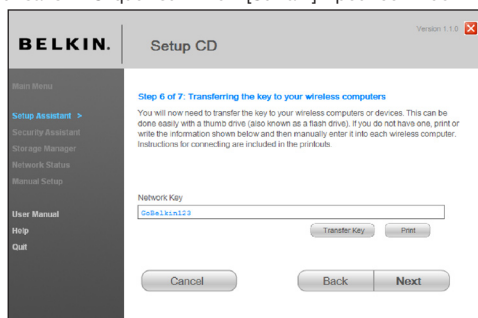 BELKIN.
Setup CD
Version 1.1.0
Main Menu
Setup Assistant >
Security Assistant
Storage Manager
Network Status
Manual Setup
User Manual
Help
Quit
Step 6 of 7: Transferring the key to your wireless computers
You will now need to transfer the key to your wireless computers or devices. This can be
done easily with a thumb drive (also known as a flash drive). If you do not have one, print or
write the information shown below and then manually enter it into each wireless computer.
Instructions for connecting are included in the printouts.
Network Key
GoBelkin123
Transfer Key
Print
Cancel
Back
Next